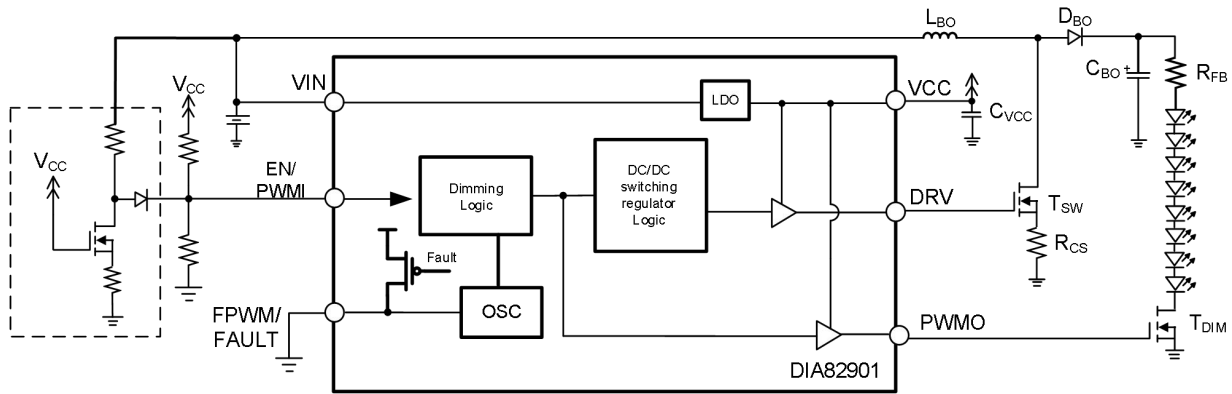 L_BO
D_BO
C_BO +
R_FB
V_CC
VIN
LDO
VCC
C_VCC
V_CC
EN/
PWMI
Dimming
Logic
DC/DC
switching
regulator
Logic
DRV
T_SW
R_CS
Fault
FPWM/
FAULT
OSC
PWMO
T_DIM
DIA82901